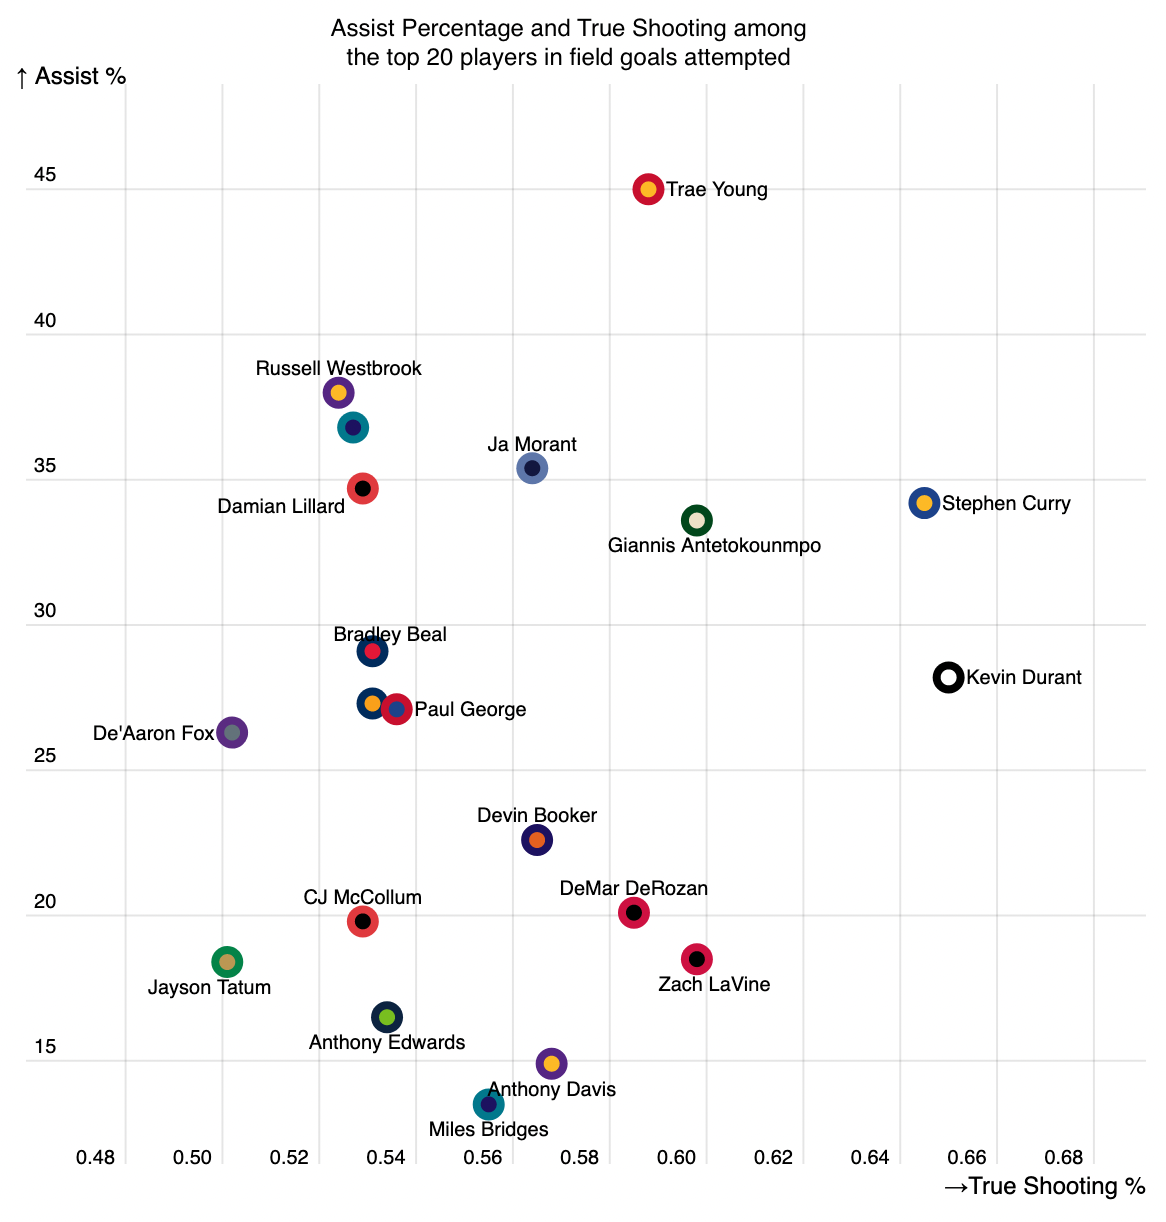 Assist Percentage and True Shooting among
the top 20 players in field goals attempted
↑ Assist %
45
Trae Young
40
Russell Westbrook
Ja Morant
35
Damian Lillard
Stephen Curry
Giannis Antetokounmpo
30
Bradley Beal
Kevin Durant
Paul George
De'Aaron Fox
25
Devin Booker
DeMar DeRozan
CJ McCollum
20
Zach LaVine
Jayson Tatum
Anthony Edwards
15
Anthony Davis
Miles Bridges
0.48 0.50 0.52 0.54 0.56 0.58 0.60 0.62 0.64 0.66 0.68
→True Shooting %